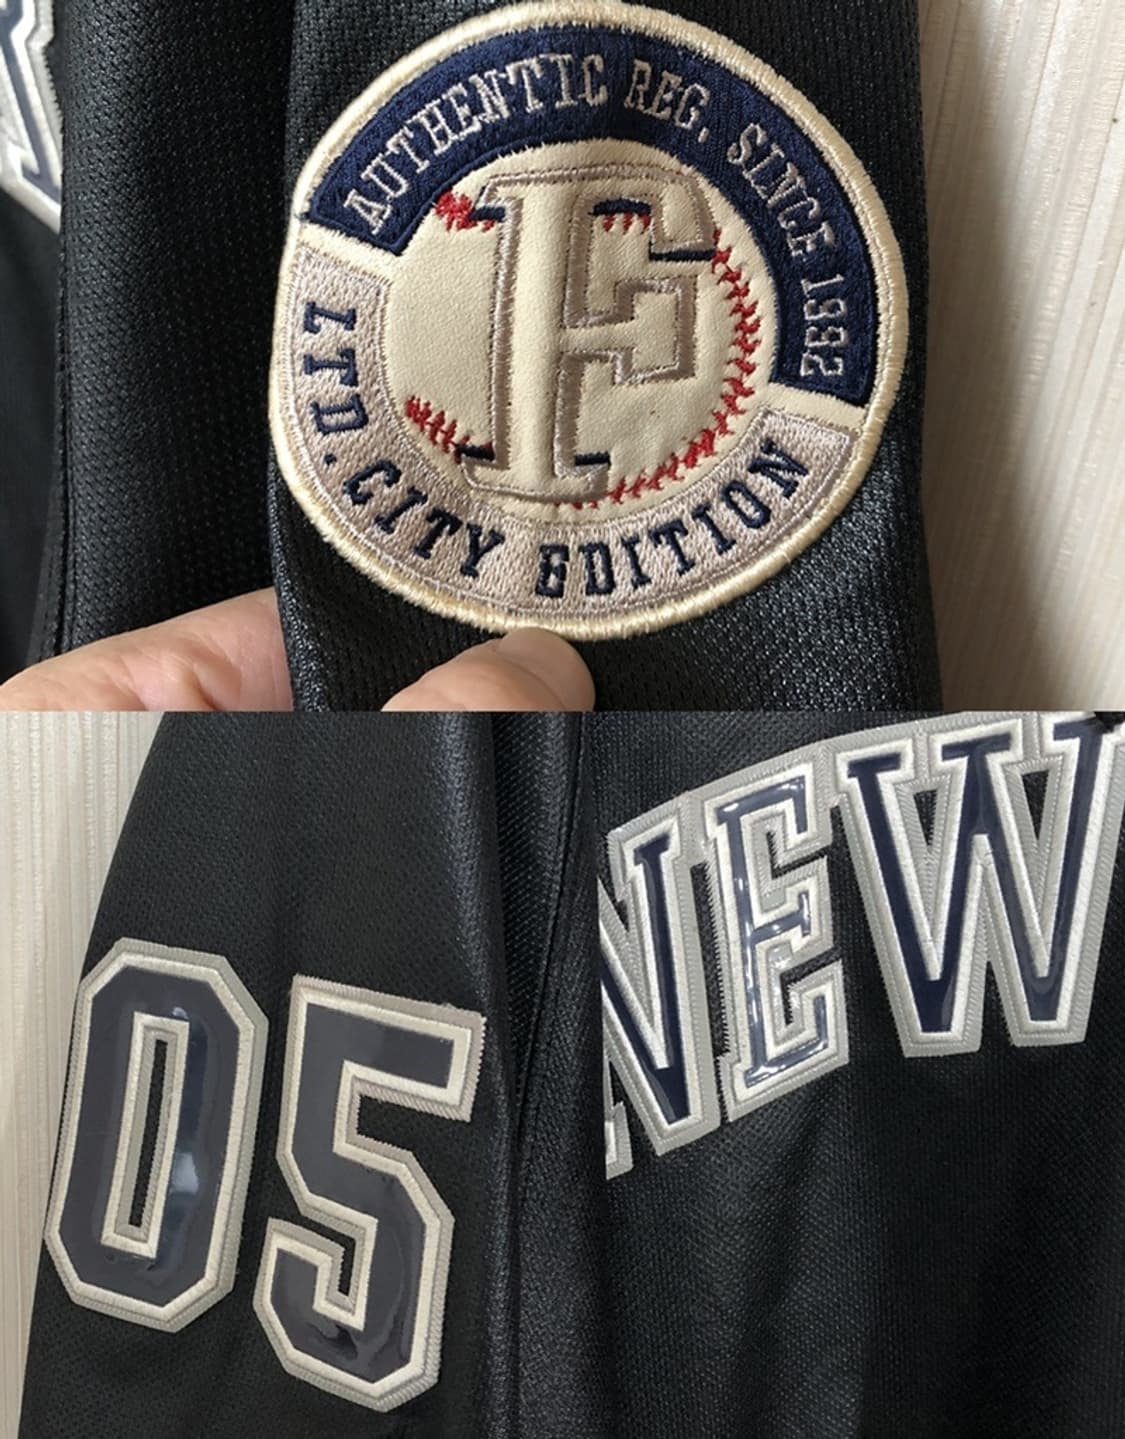 AUTHENTIC REG. SINCE 1992
F
LTD. CITY EDITION
05
NEW